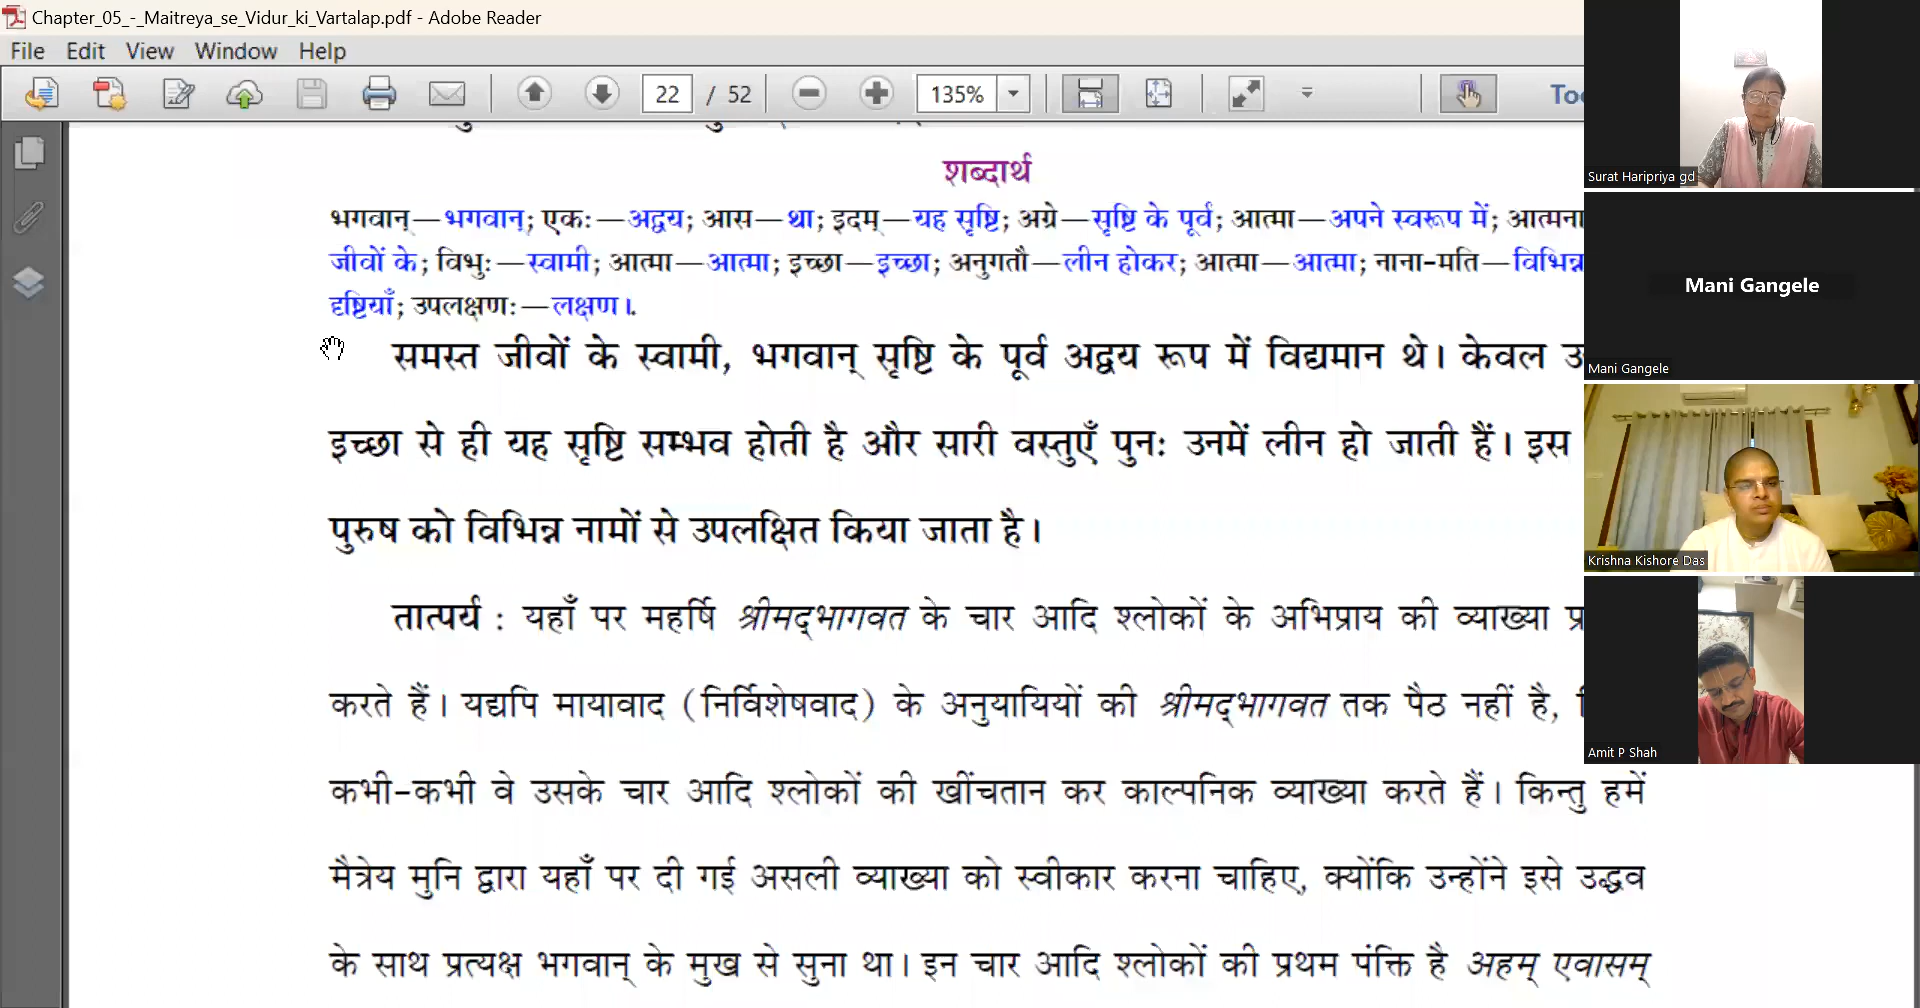 Chapter_05_-_Maitreya_se_Vidur_ki_Vartalap.pdf - Adobe Reader
File Edit View Window Help
22 / 52 135%
शब्दार्थ
भगवान्—भगवान्; एकः—अद्वय; आस—था; इदम्—यह सृष्टि; अग्रे—सृष्टि के पूर्व; आत्मा—अपने स्वरूप में; आत्मना
जीवों के; विभुः—स्वामी; आत्मा—आत्मा; इच्छा—इच्छा; अनुगतौ—लीन होकर; आत्मा—आत्मा; नाना-मति—विभिन्न
दृष्टियाँ; उपलक्षणः—लक्षण।.
समस्त जीवों के स्वामी, भगवान् सृष्टि के पूर्व अद्वय रूप में विद्यमान थे। केवल
इच्छा से ही यह सृष्टि सम्भव होती है और सारी वस्तुएँ पुनः उनमें लीन हो जाती हैं। इस
पुरुष को विभिन्न नामों से उपलक्षित किया जाता है।
तात्पर्य : यहाँ पर महर्षि श्रीमद्भागवत के चार आदि श्लोकों के अभिप्राय की व्याख्या
करते हैं। यद्यपि मायावाद (निर्विशेषवाद) के अनुयायियों की श्रीमद्भागवत तक पैठ नहीं है,
कभी-कभी वे उसके चार आदि श्लोकों की खींचतान कर काल्पनिक व्याख्या करते हैं। किन्तु हमें
मैत्रेय मुनि द्वारा यहाँ पर दी गई असली व्याख्या को स्वीकार करना चाहिए, क्योंकि उन्होंने इसे उद्धव
के साथ प्रत्यक्ष भगवान् के मुख से सुना था। इन चार आदि श्लोकों की प्रथम पंक्ति है अहम् एवासम्
Surat Haripriya gd
Mani Gangele
Mani Gangele
Krishna Kishore Das
Amit P Shah